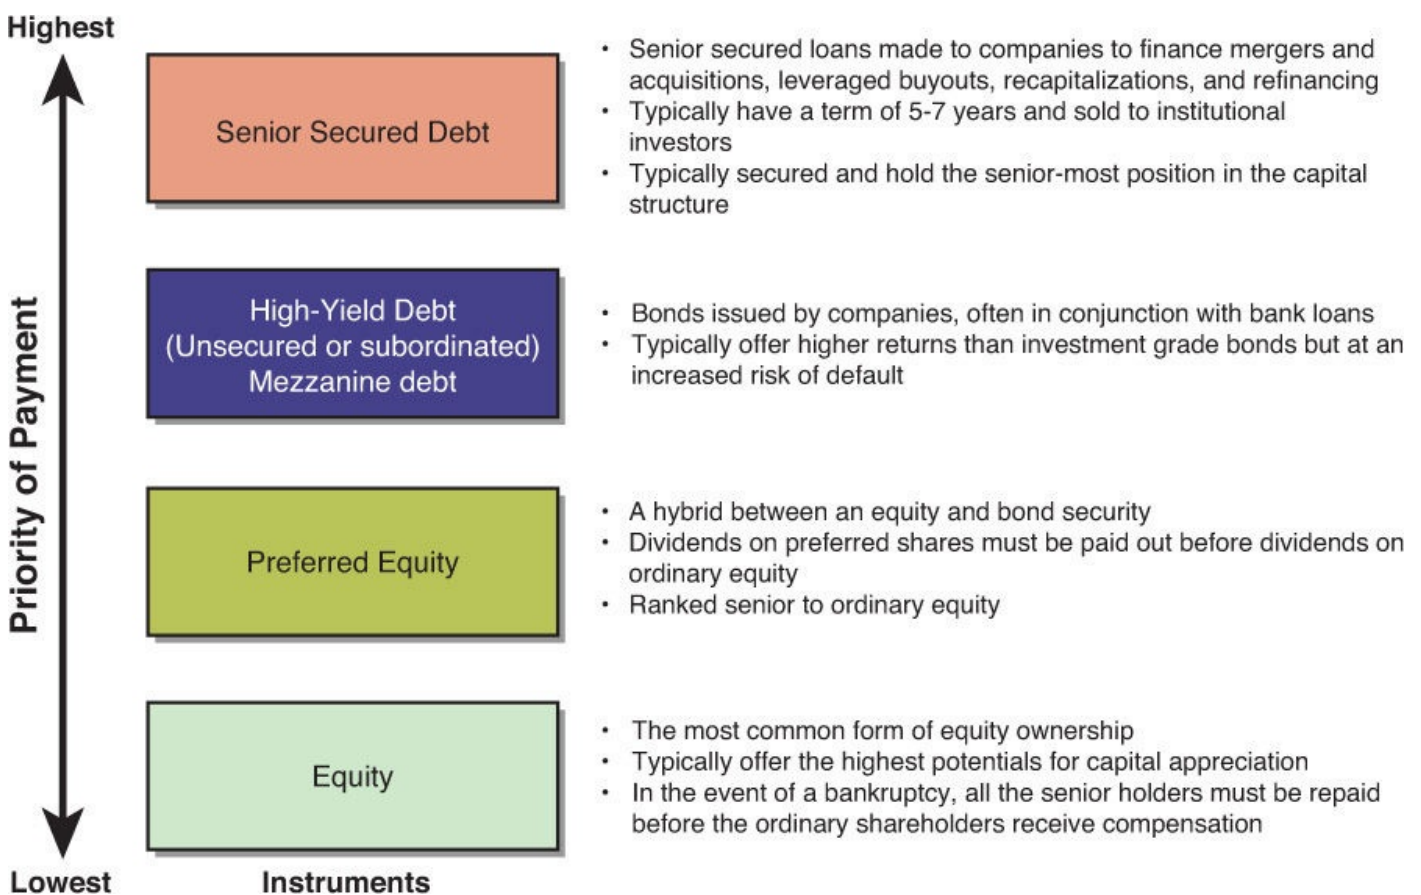 Highest
Senior Secured Debt
• Senior secured loans made to companies to finance mergers and
acquisitions, leveraged buyouts, recapitalizations, and refinancing
• Typically have a term of 5-7 years and sold to institutional
investors
• Typically secured and hold the senior-most position in the capital
structure
Priority of Payment
High-Yield Debt
(Unsecured or subordinated)
Mezzanine debt
• Bonds issued by companies, often in conjunction with bank loans
• Typically offer higher returns than investment grade bonds but at an
increased risk of default
Preferred Equity
• A hybrid between an equity and bond security
• Dividends on preferred shares must be paid out before dividends on
ordinary equity
• Ranked senior to ordinary equity
Equity
• The most common form of equity ownership
• Typically offer the highest potentials for capital appreciation
• In the event of a bankruptcy, all the senior holders must be repaid
before the ordinary shareholders receive compensation
Lowest
Instruments